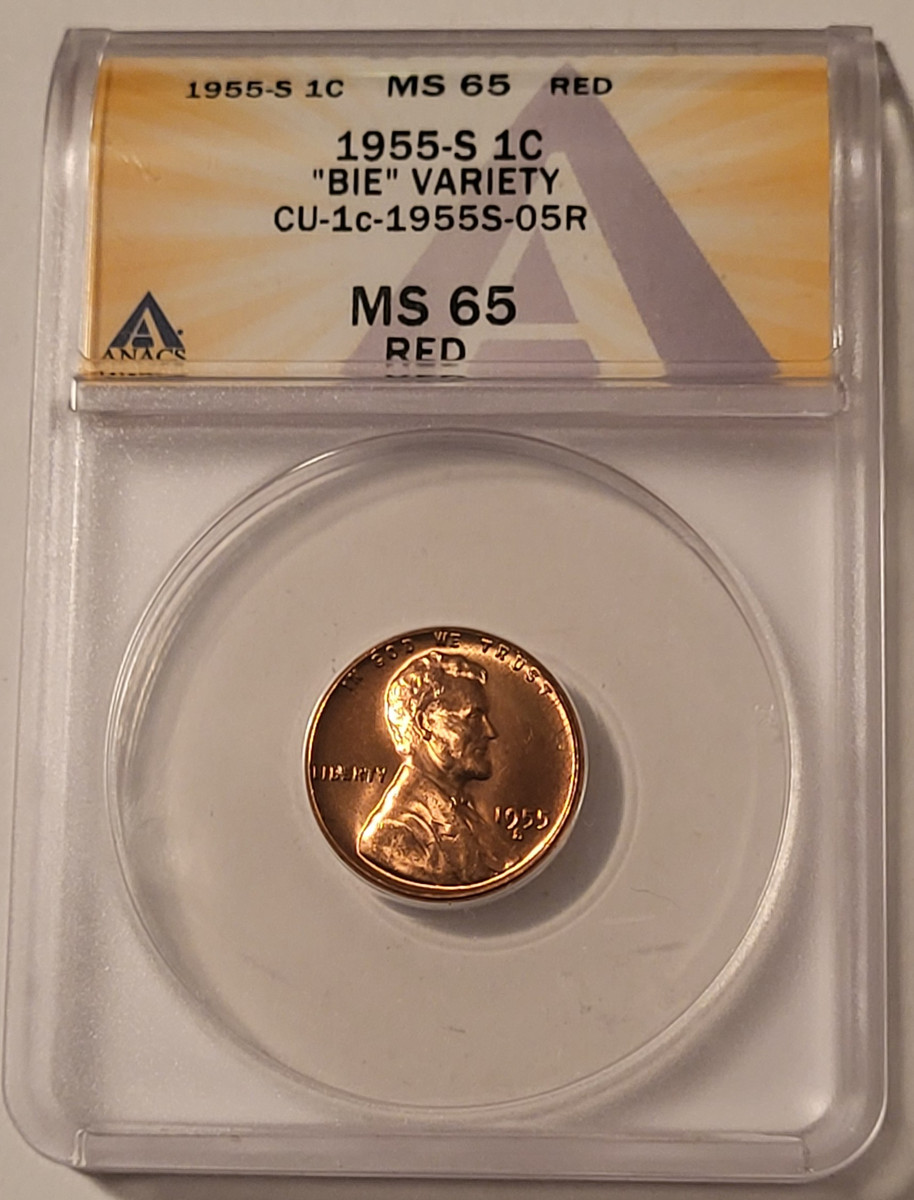 1955-S 1C MS 65 RED
1955-S 1C
"BIE" VARIETY
CU-1c-1955S-05R
MS 65
RED
ANACS
IN GOD WE TRUST
LIBERTY
1955
S